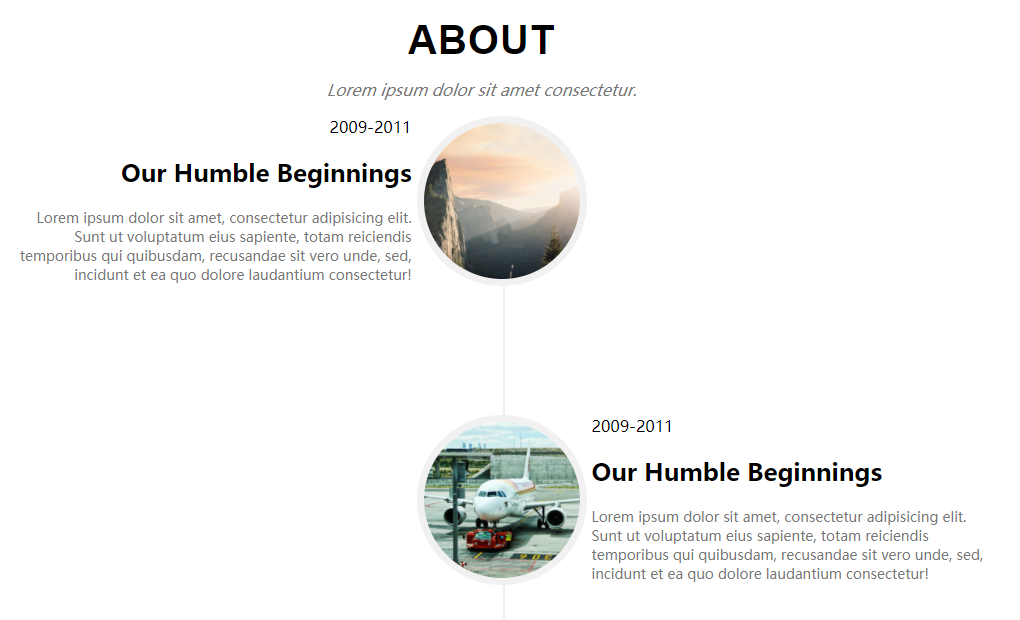 ABOUT
Lorem ipsum dolor sit amet consectetur.
2009-2011
Our Humble Beginnings
Lorem ipsum dolor sit amet, consectetur adipisicing elit.
Sunt ut voluptatum eius sapiente, totam reiciendis
temporibus qui quibusdam, recusandae sit vero unde, sed,
incidunt et ea quo dolore laudantium consectetur!
2009-2011
Our Humble Beginnings
Lorem ipsum dolor sit amet, consectetur adipisicing elit.
Sunt ut voluptatum eius sapiente, totam reiciendis
temporibus qui quibusdam, recusandae sit vero unde, sed,
incidunt et ea quo dolore laudantium consectetur!